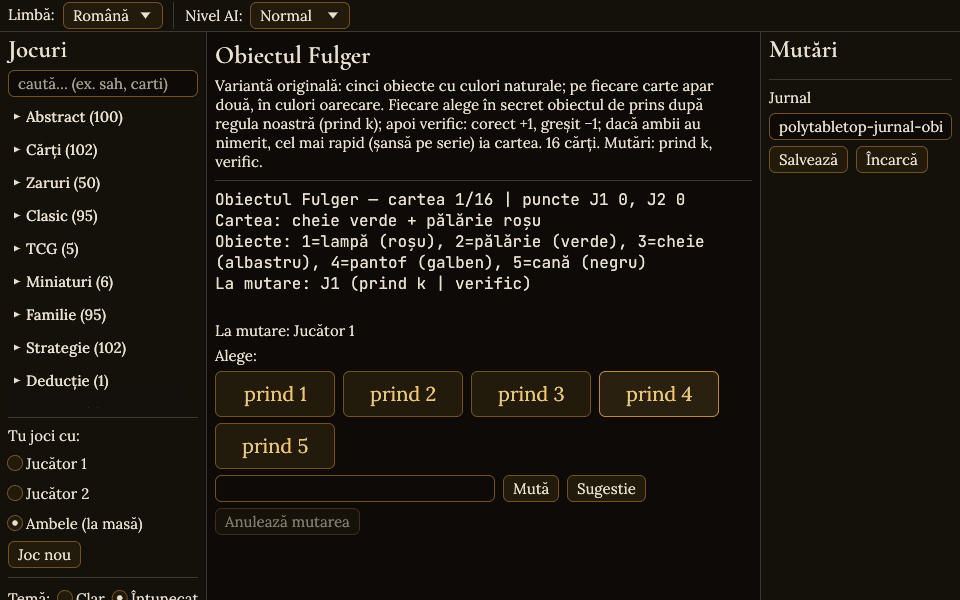 Limbă: Română Nivel AI: Normal
Jocuri
caută... (ex. sah, carti)
Abstract (100)
Cărți (102)
Zaruri (50)
Clasic (95)
TCG (5)
Miniaturi (6)
Familie (95)
Strategie (102)
Deducție (1)
Tu joci cu:
Jucător 1
Jucător 2
Ambele (la masă)
Joc nou
Temă: Clar Întunecat
Obiectul Fulger
Variantă originală: cinci obiecte cu culori naturale; pe fiecare carte apar
două, în culori oarecare. Fiecare alege în secret obiectul de prins după
regula noastră (prind k); apoi verific: corect +1, greșit −1; dacă ambii au
nimerit, cel mai rapid (șansă pe serie) ia cartea. 16 cărți. Mutări: prind k,
verific.
Obiectul Fulger — cartea 1/16 | puncte J1 0, J2 0
Cartea: cheie verde + pălărie roșu
Obiecte: 1=lampă (roșu), 2=pălărie (verde), 3=cheie
(albastru), 4=pantof (galben), 5=cană (negru)
La mutare: J1 (prind k | verific)
La mutare: Jucător 1
Alege:
prind 1 prind 2 prind 3 prind 4
prind 5
Mută Sugestie
Anulează mutarea
Mutări
Jurnal
polytabletop-jurnal-obi
Salvează Încarcă